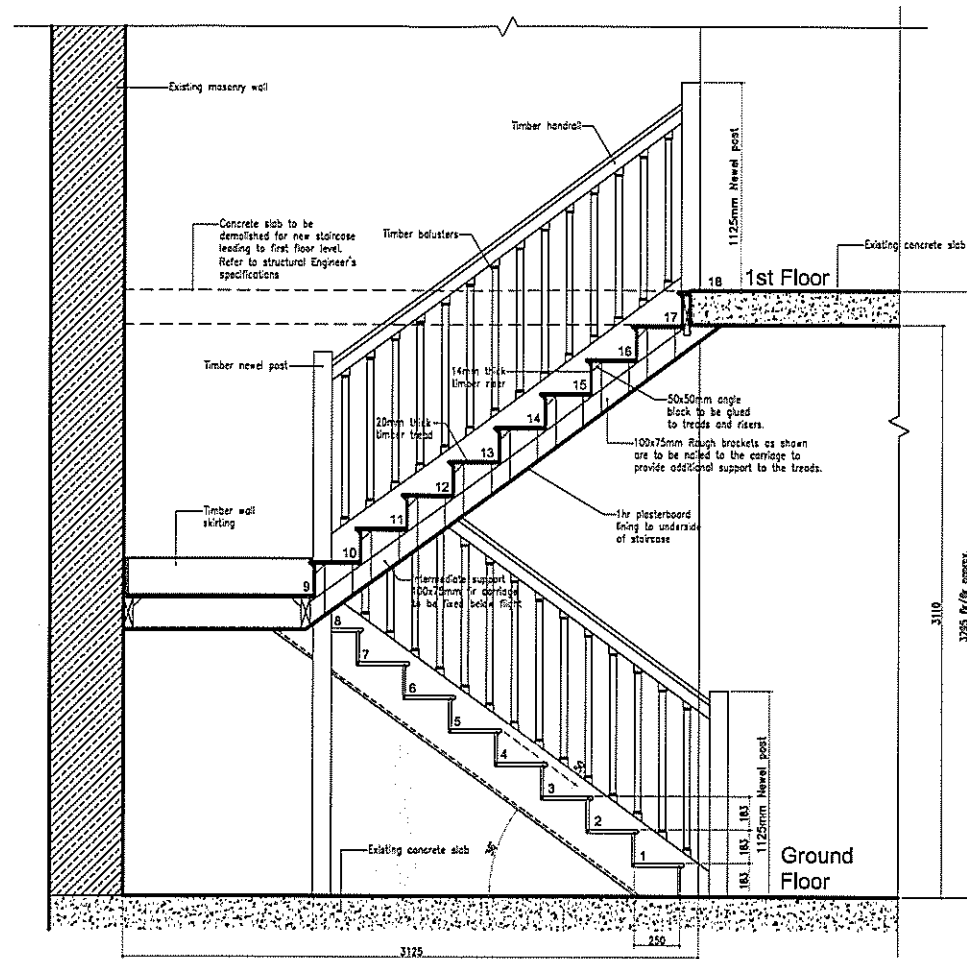 Existing masonry wall
Timber handrail
1125mm Newel post
Concrete slab to be
demolished for new staircase
leading to first floor level.
Refer to structural Engineer's
specifications
Timber balusters
Existing concrete slab
18
1st Floor
17
Timber newel post
16
14mm thick
timber riser
15
50x50mm angle
block to be glued
to treads and risers.
14
20mm thick
timber tread
13
100x75mm Rough brackets as shown
are to be nailed to the carriage to
provide additional support to the treads.
12
Timber wall
skirting
11
1hr plasterboard
lining to underside
of staircase
10
9
Intermediate support
100x75mm fir carriage
to be fixed below flight
3110
3295 flr/flr approx
8
7
6
5
4
3
2
1
183
183
183
1125mm Newel post
Existing concrete slab
Ground
Floor
250
3125